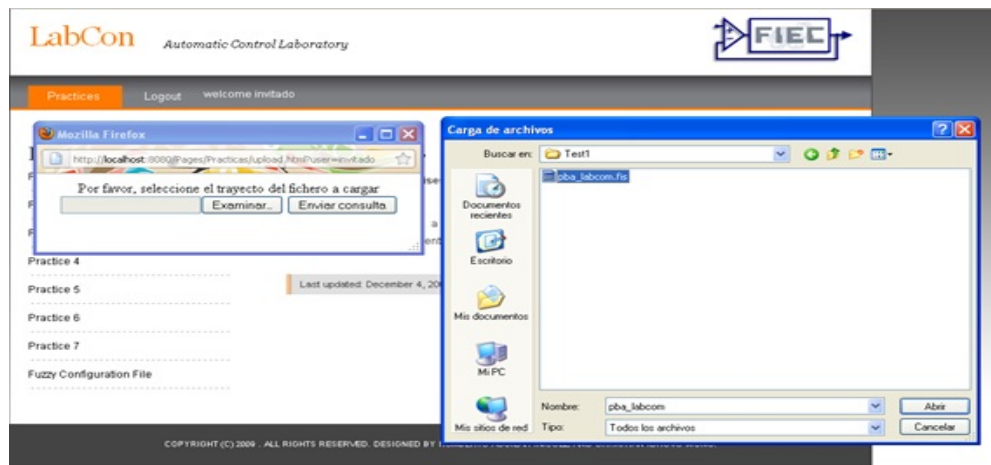 LabCon Automatic Control Laboratory
FIEC
Practices Logout welcome invitado
Mozilla Firefox
http://localhost:8080/Pages/Practices/upload.html?user=invitado
Por favor, seleccione el trayecto del fichero a cargar
Examinar... Enviar consulta
Practice 4
Practice 5
Practice 6
Practice 7
Fuzzy Configuration File
Last updated: December 4, 20
Carga de archivos
Buscar en: Test1
pba_labcom.fis
Documentos recientes
Escritorio
Mis documentos
Mi PC
Mis sitios de red
Nombre: pba_labcom Abrir
Tipo: Todos los archivos Cancelar
COPYRIGHT (C) 2009 . ALL RIGHTS RESERVED. DESIGNED BY